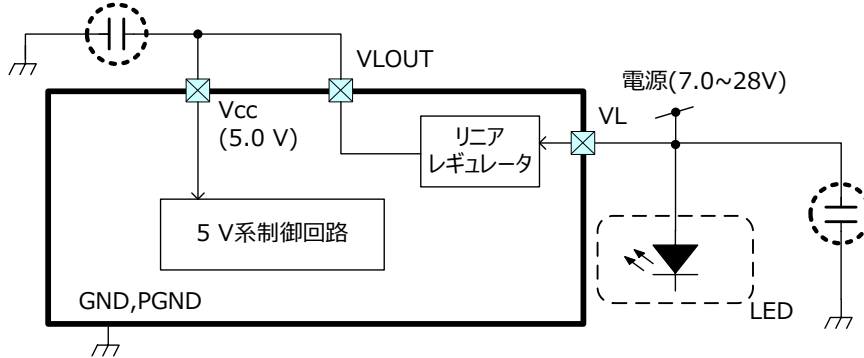 VLOUT
電源(7.0~28V)
Vcc
(5.0 V)
リニア
レギュレータ
VL
5 V系制御回路
GND,PGND
LED